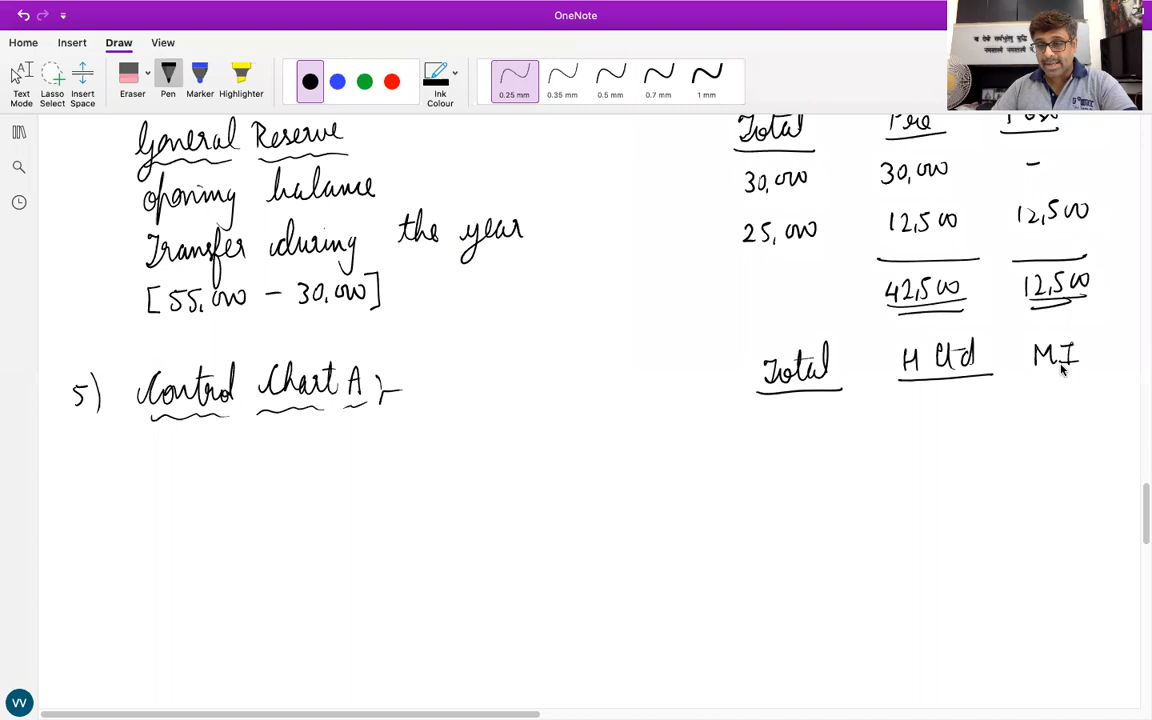 OneNote
Home Insert Draw View
Text Mode Lasso Select Insert Space Eraser Pen Marker Highlighter Ink Colour 0.25 mm 0.35 mm 0.5 mm 0.7 mm 1 mm
Total Pre Post
General Reserve
opening balance 30,000 30,000 -
Transfer during the year 25,000 12,500 12,500
[55,000 - 30,000] 42,500 12,500
5) Control Chart A:- Total H Ltd MI
VV